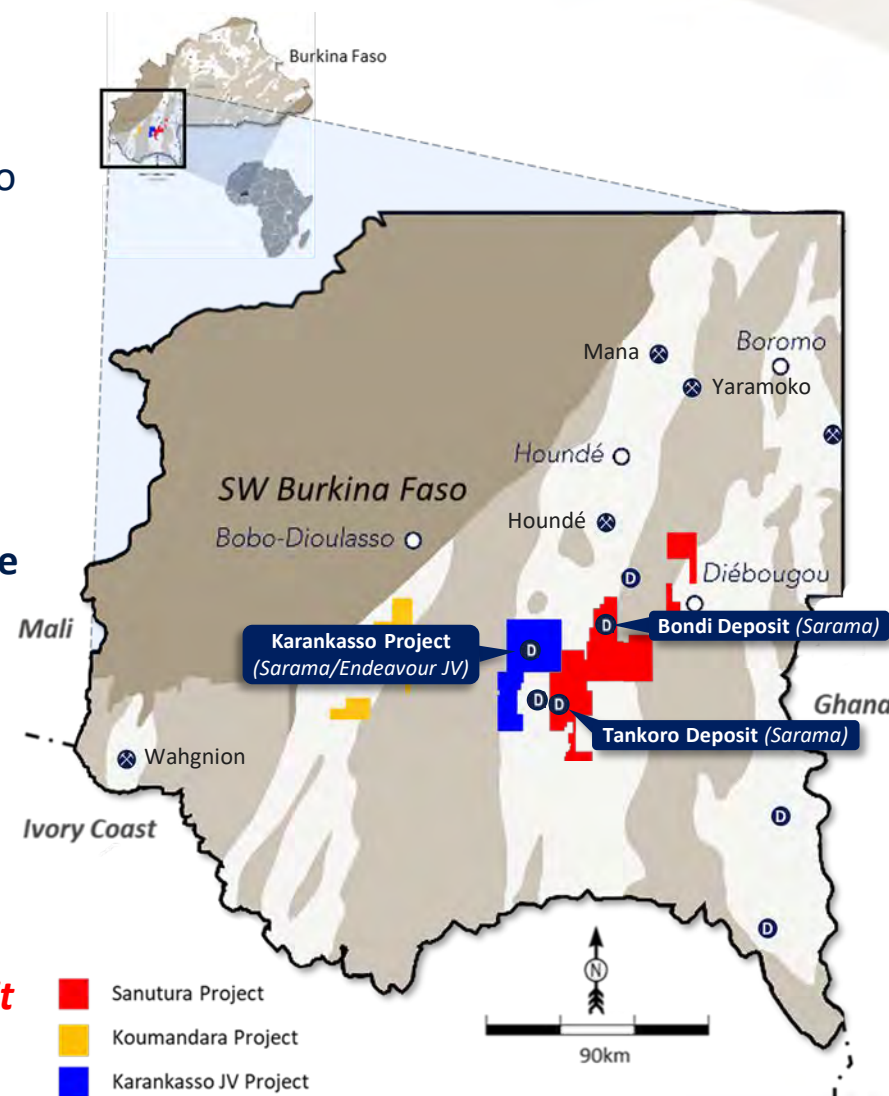 Burkina Faso
o
Mana
Boromo
Yaramoko
Houndé
SW Burkina Faso
Houndé
Bobo-Dioulasso
e
D
Diébougou
Mali
Karankasso Project
(Sarama/Endeavour JV)
D
D
Bondi Deposit (Sarama)
D
D
Ghana
Tankoro Deposit (Sarama)
Wahgnion
D
Ivory Coast
D
N
it
Sanutura Project
Koumandara Project
90km
Karankasso JV Project